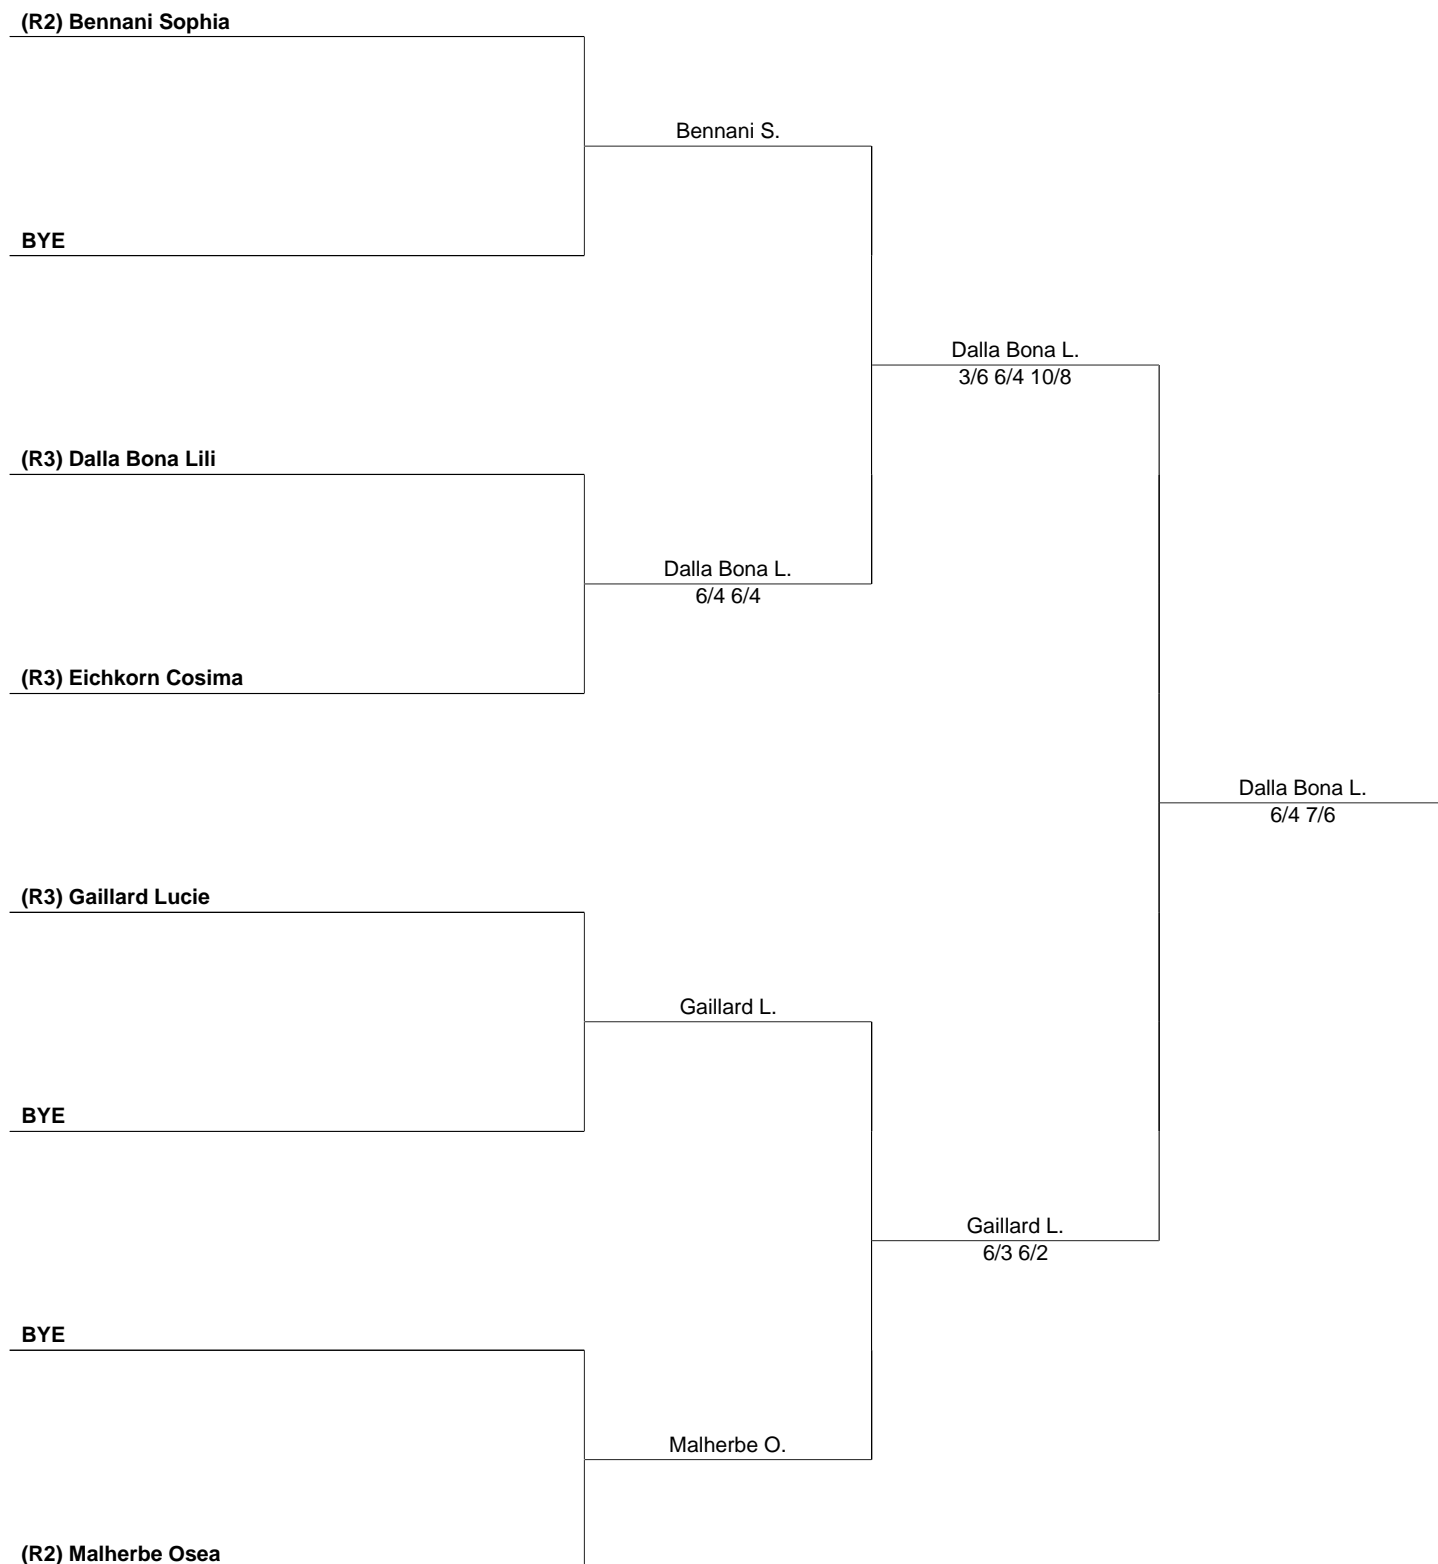 (R2) Bennani Sophia
Bennani S.
BYE
Dalla Bona L.
3/6 6/4 10/8
(R3) Dalla Bona Lili
Dalla Bona L.
6/4 6/4
(R3) Eichkorn Cosima
Dalla Bona L.
6/4 7/6
(R3) Gaillard Lucie
Gaillard L.
BYE
Gaillard L.
6/3 6/2
BYE
Malherbe O.
(R2) Malherbe Osea